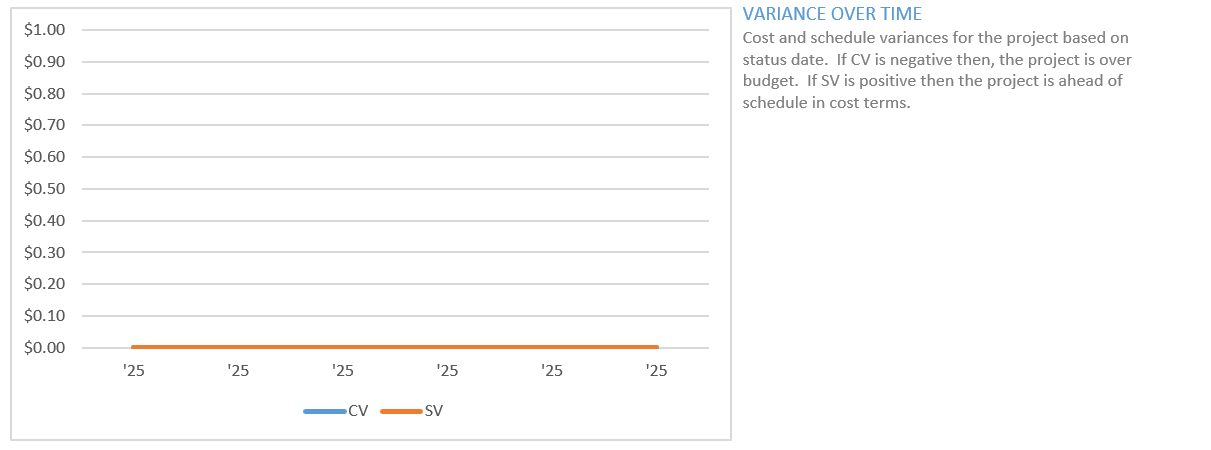 $1.00
$0.90
$0.80
$0.70
$0.60
$0.50
$0.40
$0.30
$0.20
$0.10
$0.00
'25 '25 '25 '25 '25 '25
CV SV
VARIANCE OVER TIME
Cost and schedule variances for the project based on
status date.  If CV is negative then, the project is over
budget.  If SV is positive then the project is ahead of
schedule in cost terms.